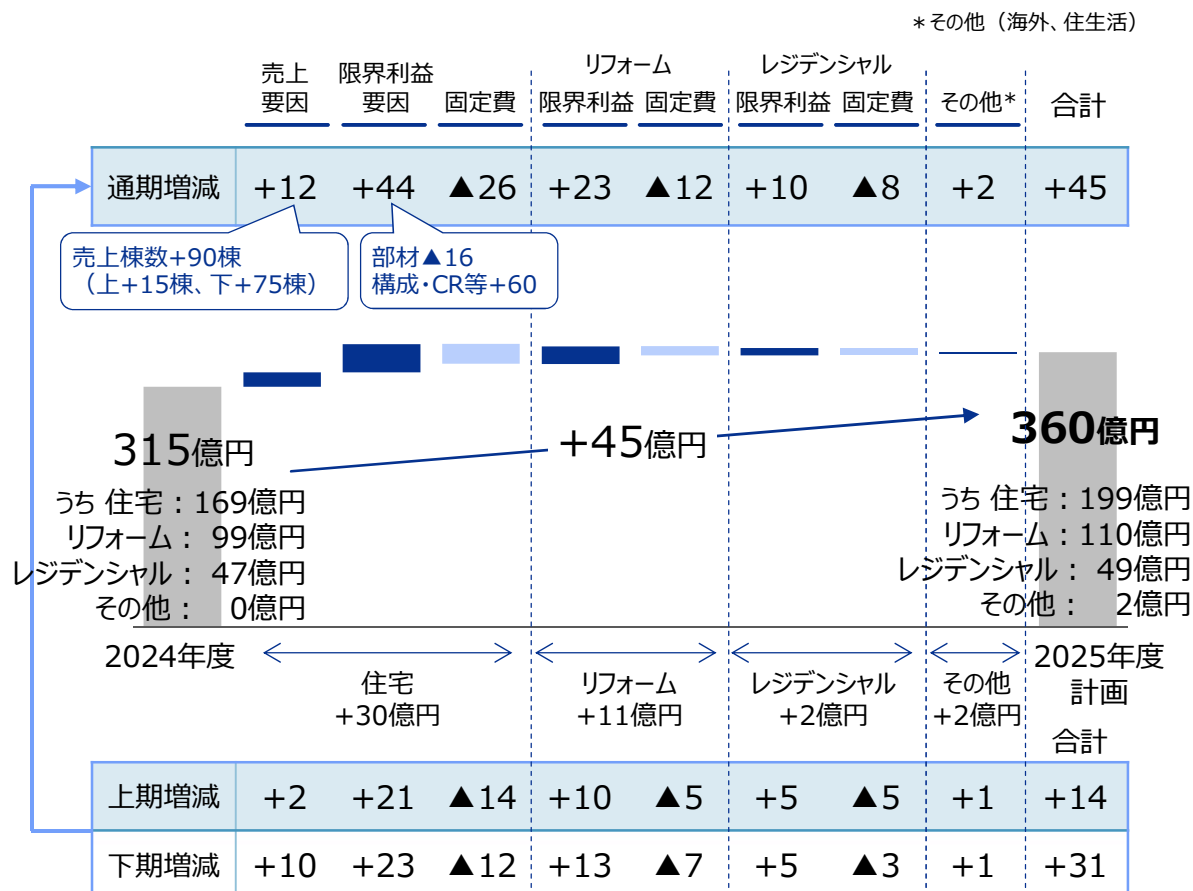 *その他（海外、住生活）
リフォーム レジデンシャル
売上要因 限界利益要因 固定費 限界利益 固定費 限界利益 固定費 その他* 合計
通期増減 +12 +44 ▲26 +23 ▲12 +10 ▲8 +2 +45
売上棟数+90棟
（上+15棟、下+75棟）
部材▲16
構成・CR等+60
315億円
+45億円
360億円
うち 住宅：169億円
リフォーム： 99億円
レジデンシャル： 47億円
その他： 0億円
うち 住宅：199億円
リフォーム：110億円
レジデンシャル： 49億円
その他： 2億円
2024年度
住宅
+30億円
リフォーム
+11億円
レジデンシャル
+2億円
その他
+2億円
2025年度
計画
合計
上期増減 +2 +21 ▲14 +10 ▲5 +5 ▲5 +1 +14
下期増減 +10 +23 ▲12 +13 ▲7 +5 ▲3 +1 +31